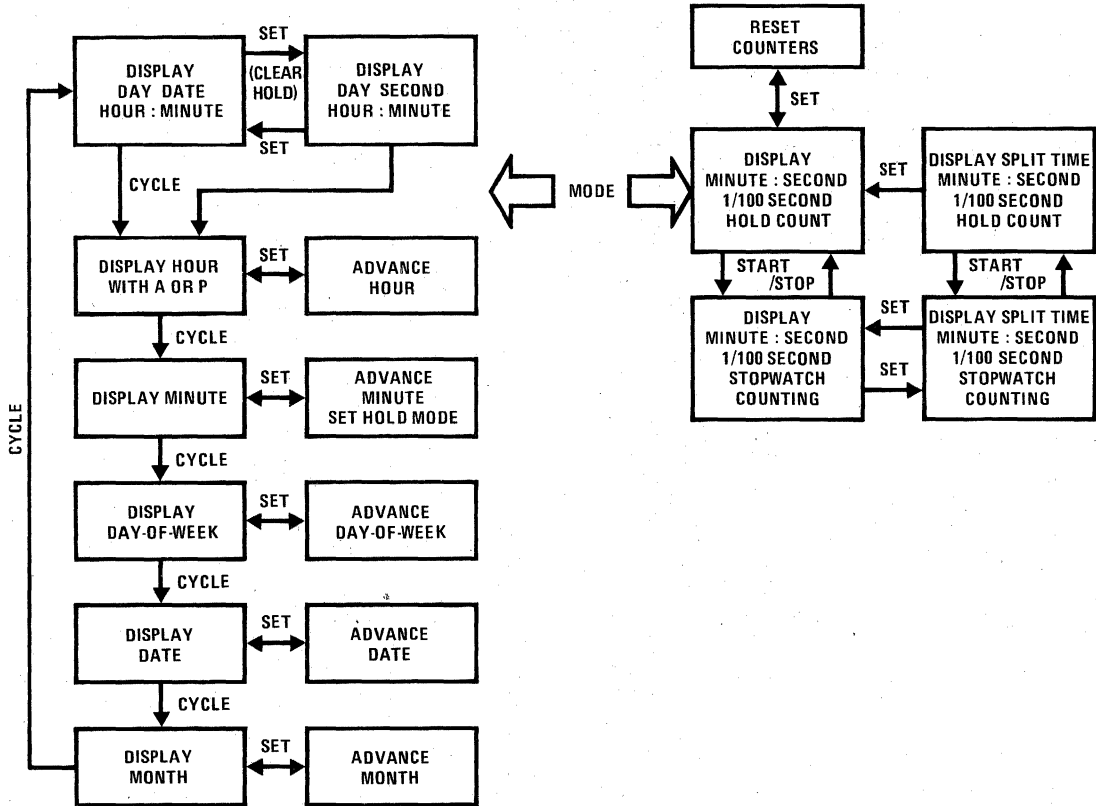 SET
DISPLAY
DAY DATE
HOUR : MINUTE
(CLEAR
HOLD)
DISPLAY
DAY SECOND
HOUR : MINUTE
SET
CYCLE
DISPLAY HOUR
WITH A OR P
SET
ADVANCE
HOUR
CYCLE
DISPLAY MINUTE
SET
ADVANCE
MINUTE
SET HOLD MODE
CYCLE
CYCLE
DISPLAY
DAY-OF-WEEK
SET
ADVANCE
DAY-OF-WEEK
CYCLE
DISPLAY
DATE
SET
ADVANCE
DATE
CYCLE
DISPLAY
MONTH
SET
ADVANCE
MONTH
MODE
RESET
COUNTERS
SET
DISPLAY
MINUTE : SECOND
1/100 SECOND
HOLD COUNT
SET
DISPLAY SPLIT TIME
MINUTE : SECOND
1/100 SECOND
HOLD COUNT
START
/STOP
START
/STOP
DISPLAY
MINUTE : SECOND
1/100 SECOND
STOPWATCH
COUNTING
SET
SET
DISPLAY SPLIT TIME
MINUTE : SECOND
1/100 SECOND
STOPWATCH
COUNTING